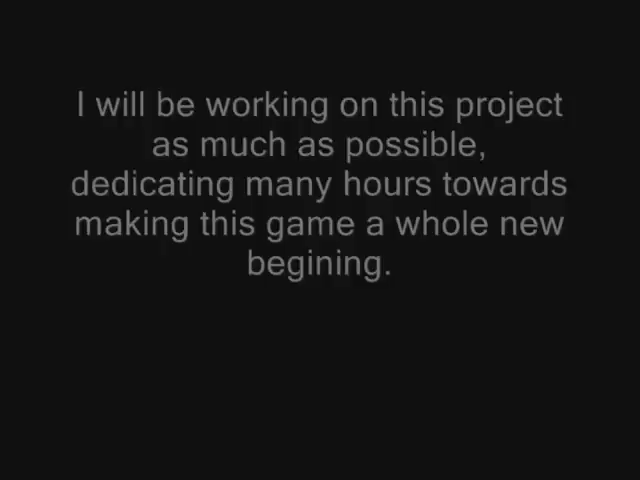 I will be working on this project
as much as possible,
dedicating many hours towards
making this game a whole new
begining.